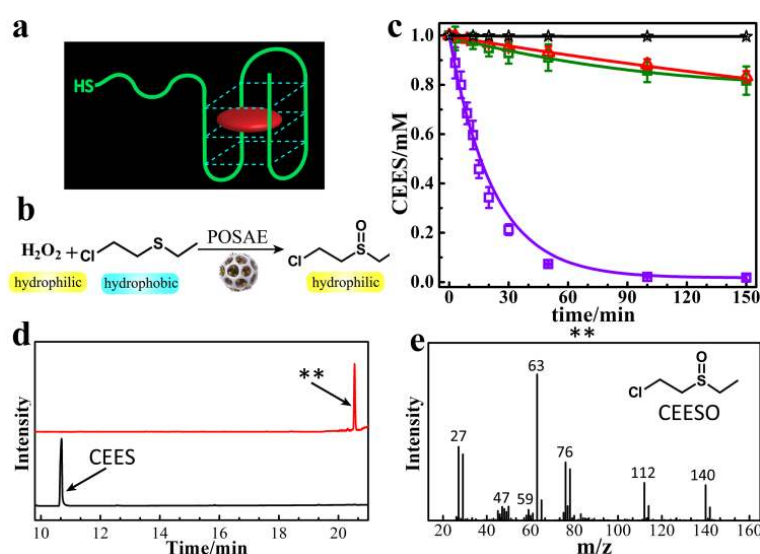 a
HS
b
H₂O₂ +
Cl
S
POSAE
Cl
O
S
hydrophilic
hydrophobic
hydrophilic
c
CEES/mM
1.0
0.8
0.6
0.4
0.2
0.0
0 30 60 90 120 150
time/min
d
**
CEES
Intensity
10 12 14 16 18 20
Time/min
**
e
63
27
47
59
76
112
140
O
Cl
S
CEESO
Intensity
40 60 80 100 120 140 160
m/z